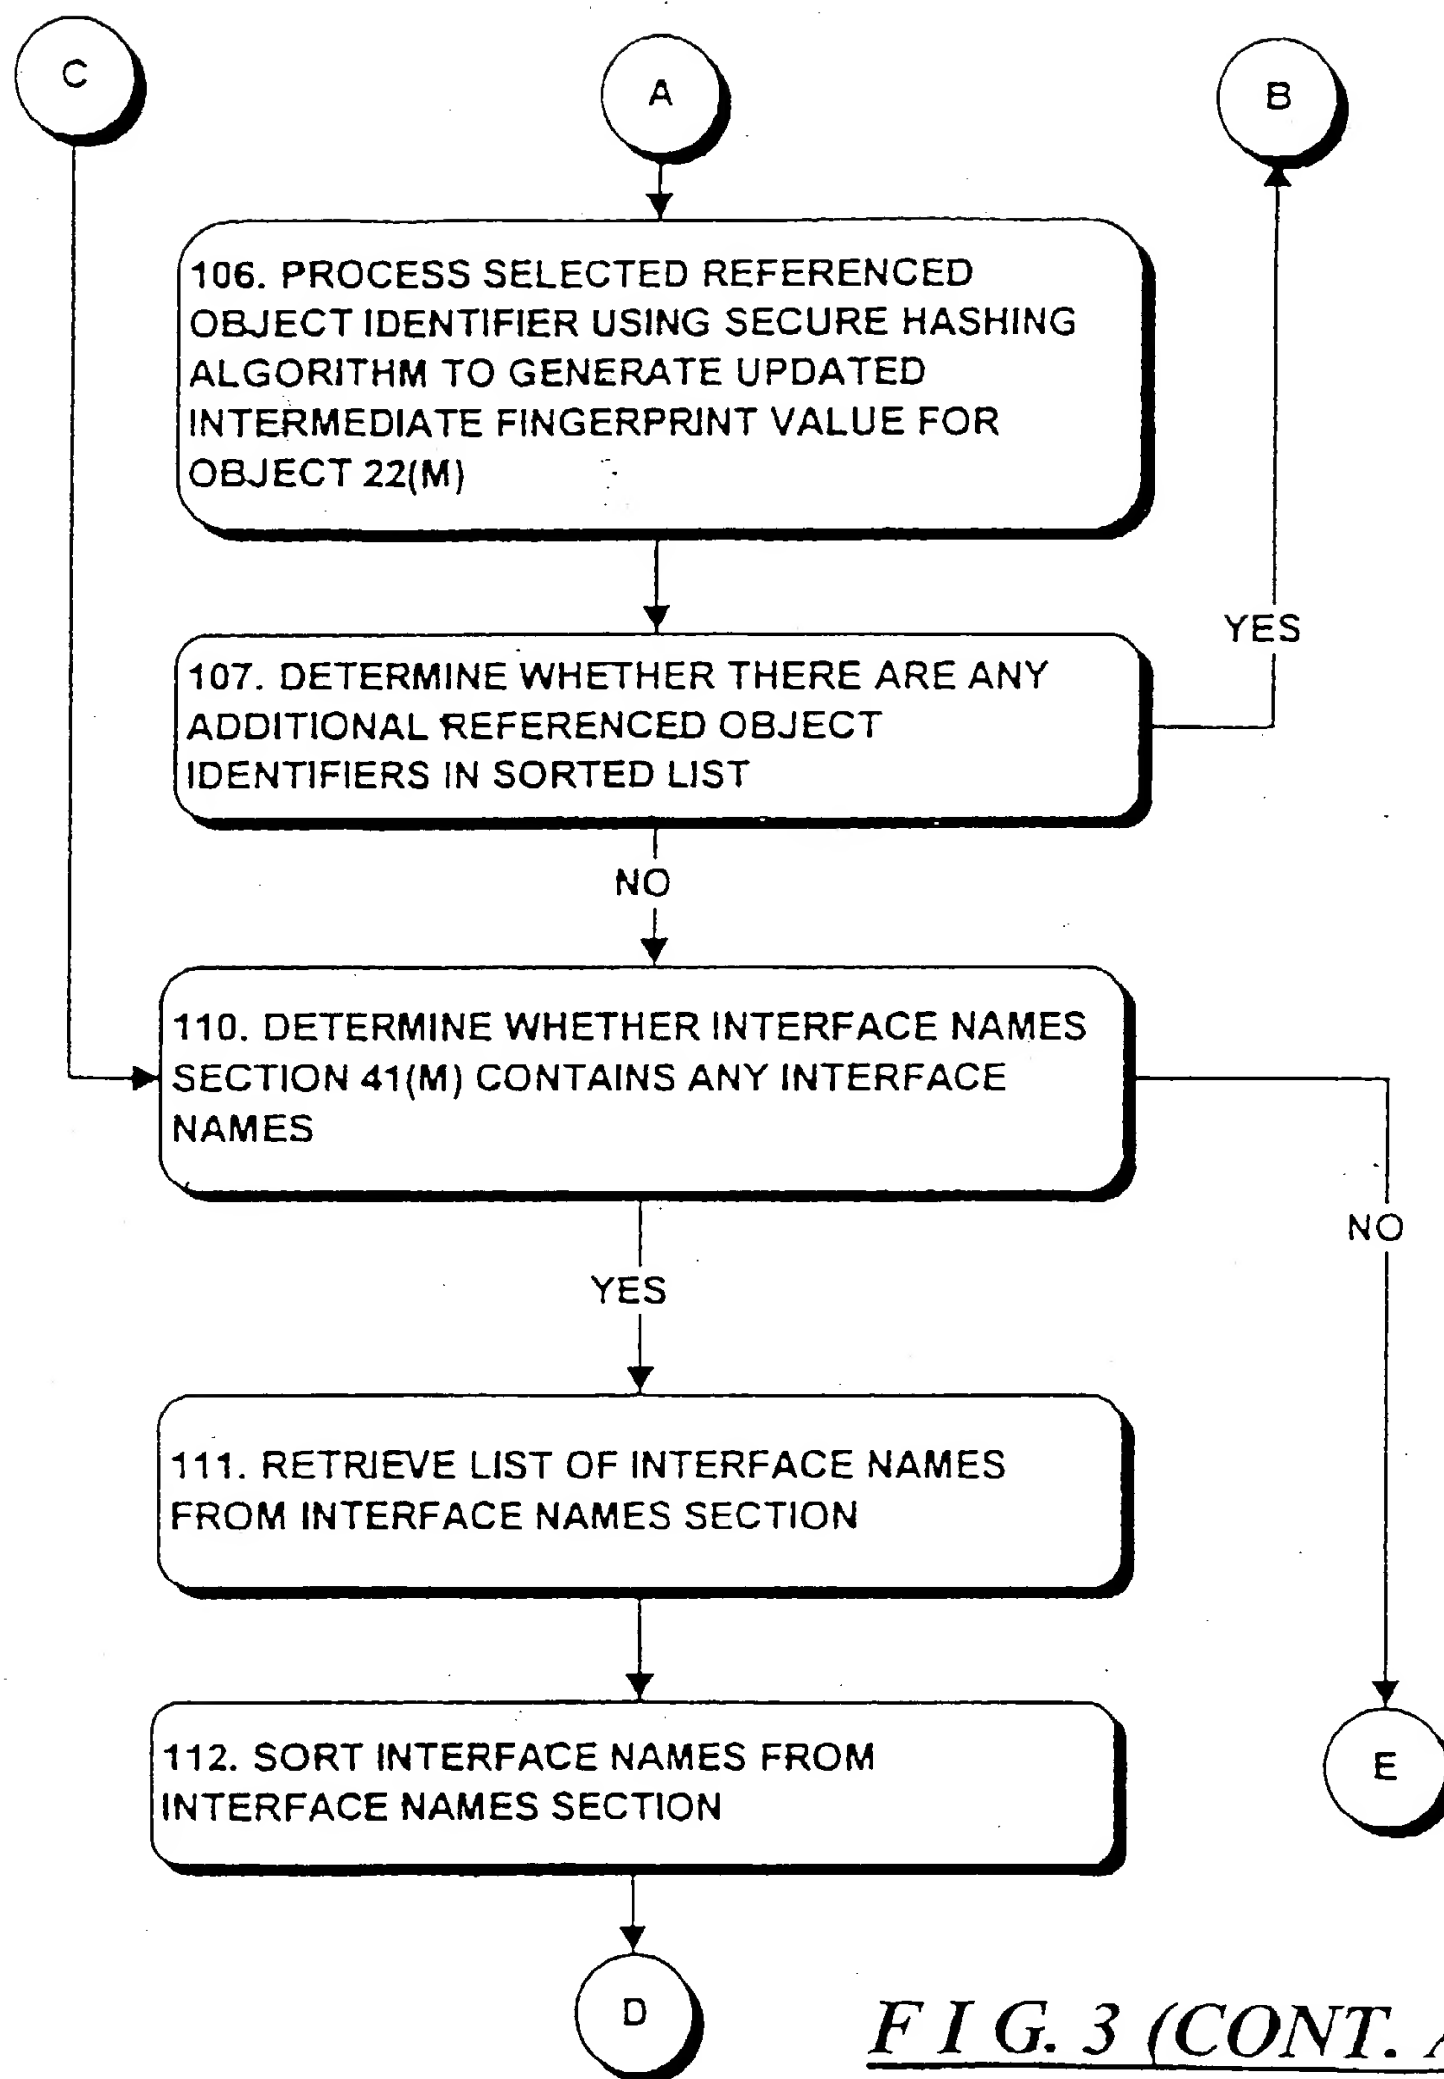 C
A
B
106. PROCESS SELECTED REFERENCED
OBJECT IDENTIFIER USING SECURE HASHING
ALGORITHM TO GENERATE UPDATED
INTERMEDIATE FINGERPRINT VALUE FOR
OBJECT 22(M)
YES
107. DETERMINE WHETHER THERE ARE ANY
ADDITIONAL REFERENCED OBJECT
IDENTIFIERS IN SORTED LIST
NO
110. DETERMINE WHETHER INTERFACE NAMES
SECTION 41(M) CONTAINS ANY INTERFACE
NAMES
NO
YES
111. RETRIEVE LIST OF INTERFACE NAMES
FROM INTERFACE NAMES SECTION
112. SORT INTERFACE NAMES FROM
INTERFACE NAMES SECTION
E
D
F I G. 3 (CONT.